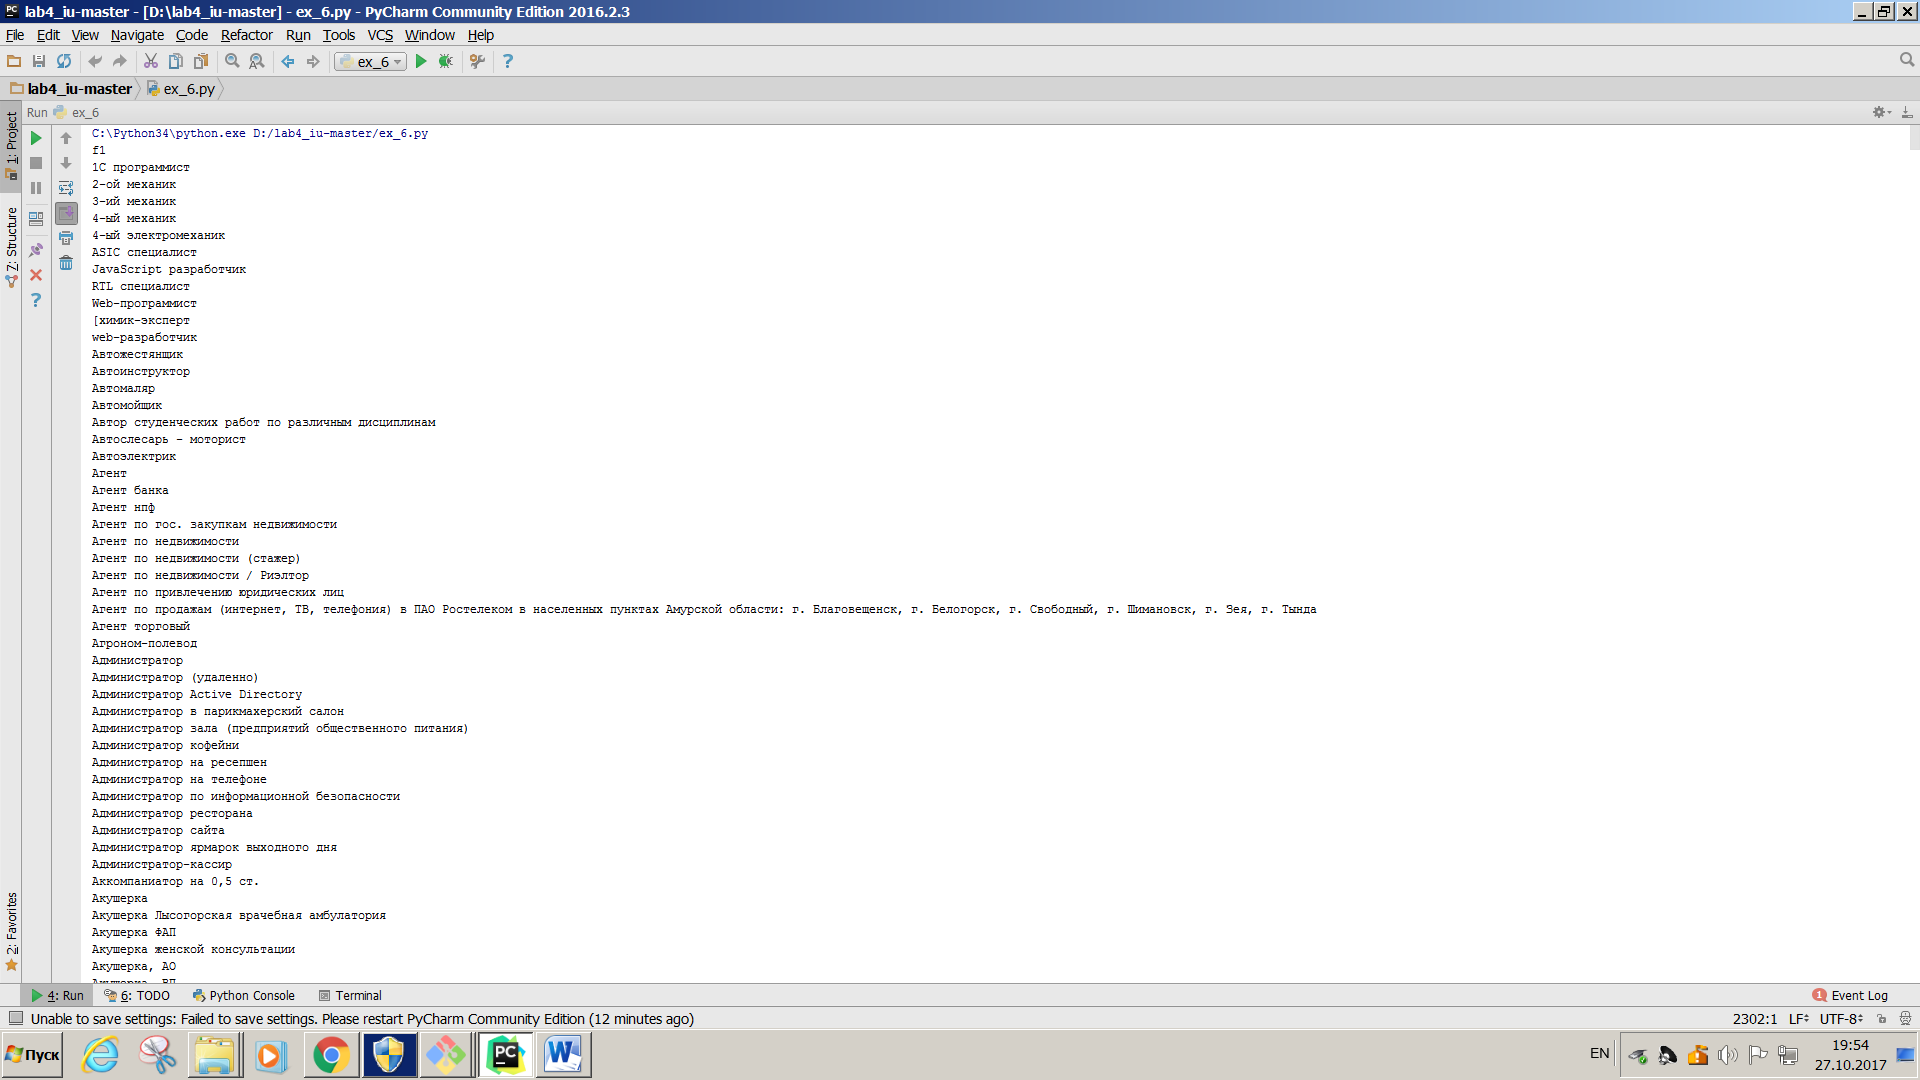 lab4_iu-master - [D:\lab4_iu-master] - ex_6.py - PyCharm Community Edition 2016.2.3
File Edit View Navigate Code Refactor Run Tools VCS Window Help
ex_6
lab4_iu-master ex_6.py
Run ex_6
1: Project
Z: Structure
2: Favorites
C:\Python34\python.exe D:/lab4_iu-master/ex_6.py
f1
1С программист
2-ой механик
3-ий механик
4-ый механик
4-ый электромеханик
ASIC специалист
JavaScript разработчик
RTL специалист
Web-программист
[химик-эксперт
web-разработчик
Автожестянщик
Автоинструктор
Автомаляр
Автомойщик
Автор студенческих работ по различным дисциплинам
Автослесарь - моторист
Автоэлектрик
Агент
Агент банка
Агент нпф
Агент по гос. закупкам недвижимости
Агент по недвижимости
Агент по недвижимости (стажер)
Агент по недвижимости / Риэлтор
Агент по привлечению юридических лиц
Агент по продажам (интернет, ТВ, телефония) в ПАО Ростелеком в населенных пунктах Амурской области: г. Благовещенск, г. Белогорск, г. Свободный, г. Шимановск, г. Зея, г. Тында
Агент торговый
Агроном-полевод
Администратор
Администратор (удаленно)
Администратор Active Directory
Администратор в парикмахерский салон
Администратор зала (предприятий общественного питания)
Администратор кофейни
Администратор на ресепшен
Администратор на телефоне
Администратор по информационной безопасности
Администратор ресторана
Администратор сайта
Администратор ярмарок выходного дня
Администратор-кассир
Аккомпаниатор на 0,5 ст.
Акушерка
Акушерка Лысогорская врачебная амбулатория
Акушерка ФАП
Акушерка женской консультации
Акушерка, АО
4: Run 6: TODO Python Console Terminal 1 Event Log
Unable to save settings: Failed to save settings. Please restart PyCharm Community Edition (12 minutes ago) 2302:1 LF UTF-8
Пуск EN 19:54
27.10.2017